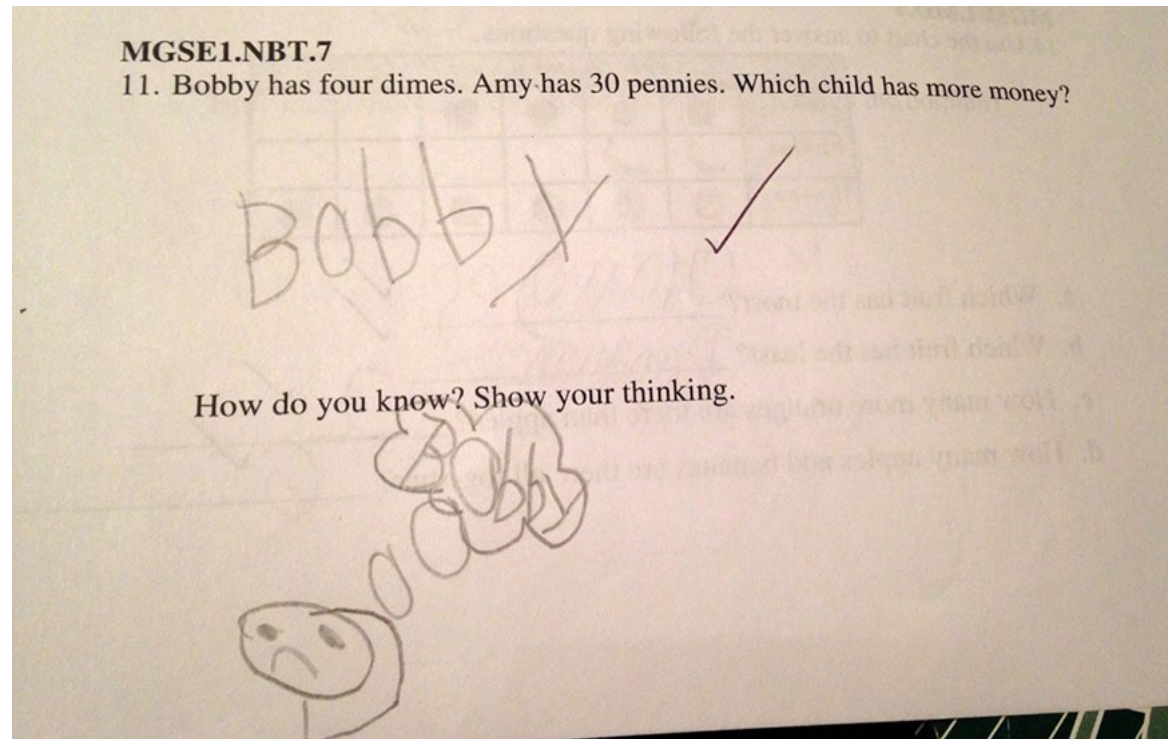 MGSE1.NBT.7
11. Bobby has four dimes. Amy has 30 pennies. Which child has more money?
Bobby
How do you know? Show your thinking.
Bobby